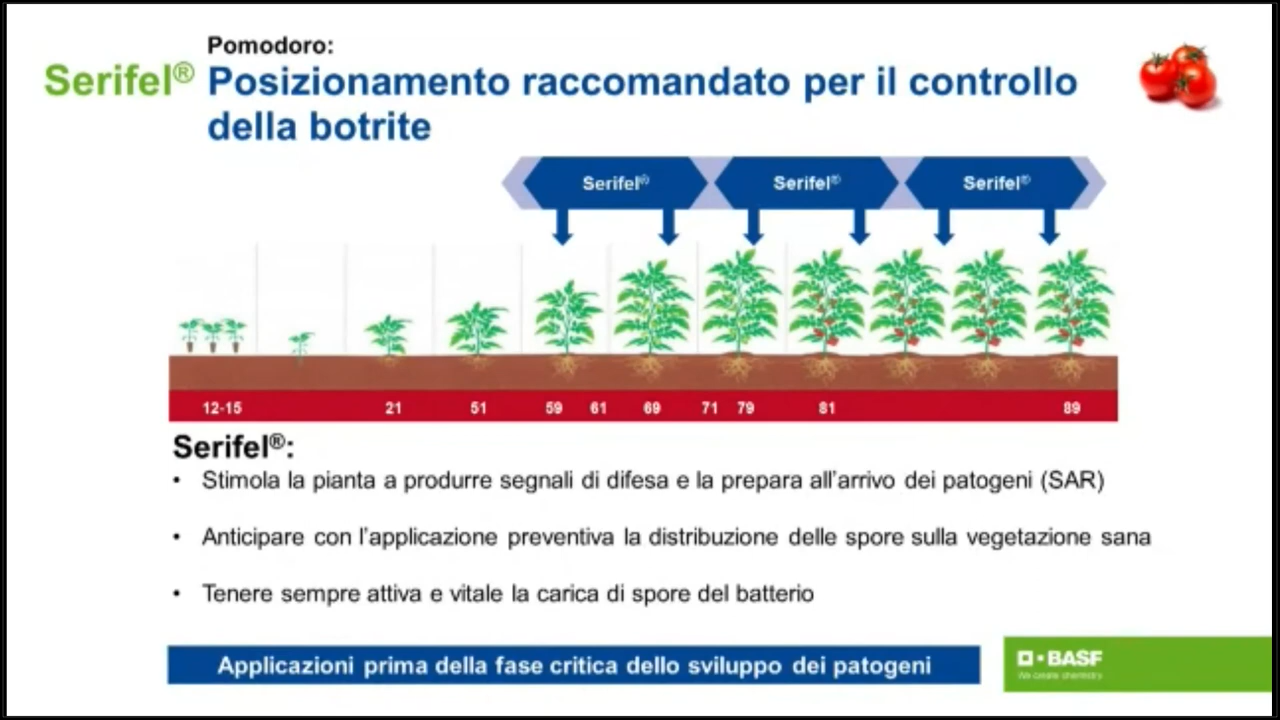 Pomodoro:
Serifel® Posizionamento raccomandato per il controllo
della botrite
Serifel® Serifel® Serifel®
12-15 21 51 59 61 69 71 79 81 89
Serifel®:
• Stimola la pianta a produrre segnali di difesa e la prepara all'arrivo dei patogeni (SAR)
• Anticipare con l'applicazione preventiva la distribuzione delle spore sulla vegetazione sana
• Tenere sempre attiva e vitale la carica di spore del batterio
Applicazioni prima della fase critica dello sviluppo dei patogeni
BASF
We create chemistry